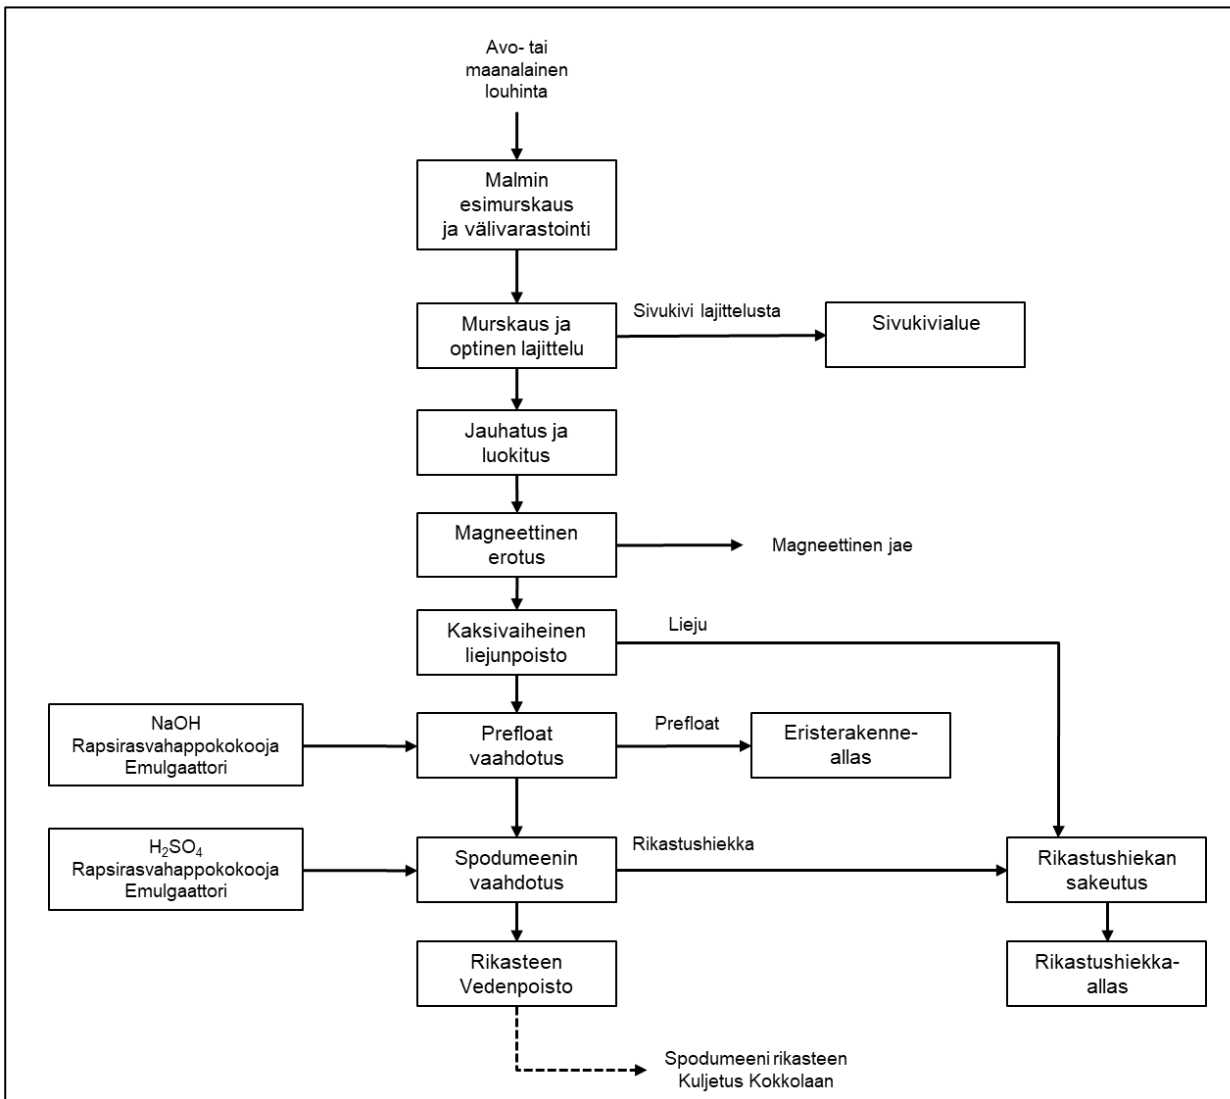 Avo- tai
maanalainen
louhinta
Malmin
esimurskaus
ja välivarastointi
Murskaus ja
optinen lajittelu
Sivukivi lajittelusta
Sivukivialue
Jauhatus ja
luokitus
Magneettinen
erotus
Magneettinen jae
Kaksivaiheinen
liejunpoisto
Lieju
NaOH
Rapsirasvahappokokooja
Emulgaattori
Prefloat
vaahdotus
Prefloat
Eristerakenne-
allas
H₂SO₄
Rapsirasvahappokokooja
Emulgaattori
Spodumeenin
vaahdotus
Rikastushiekka
Rikastushiekan
sakeutus
Rikasteen
Vedenpoisto
Rikastushiekka-
allas
Spodumeeni rikasteen
Kuljetus Kokkolaan